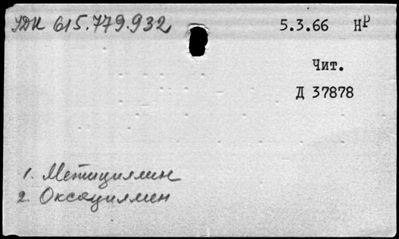 УДК 615.779.932 5.3.66 Нр
Чит.
Д 37878
1. Метициллин
2. Оксациллин